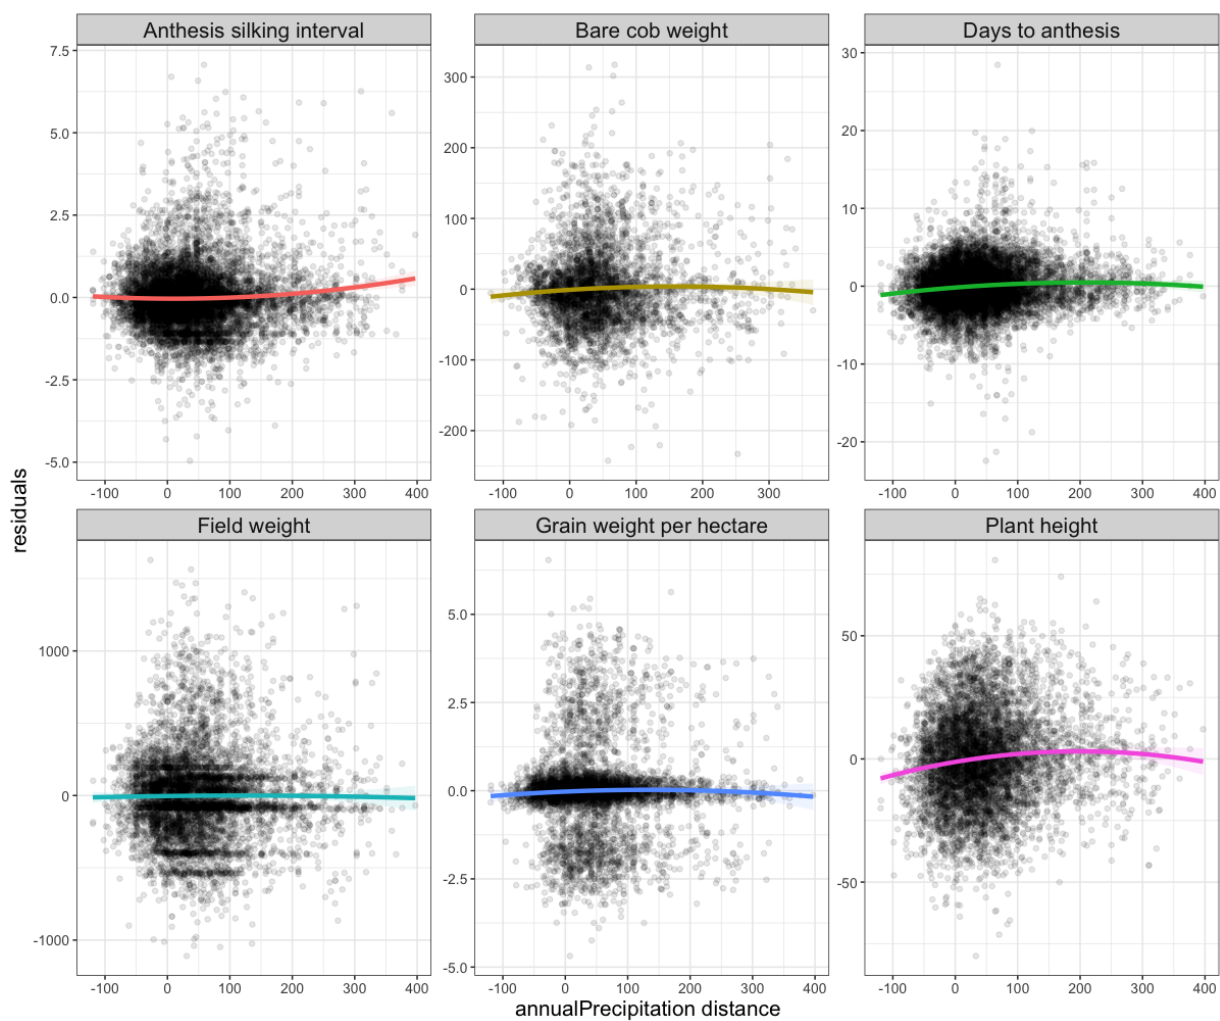 Anthesis silking interval
Bare cob weight
Days to anthesis
7.5
5.0
2.5
0.0
-2.5
-5.0
300
200
100
0
-100
-200
30
20
10
0
-10
-20
-100 0 100 200 300 400
-100 0 100 200 300
-100 0 100 200 300 400
residuals
Field weight
Grain weight per hectare
Plant height
1000
0
-1000
5.0
2.5
0.0
-2.5
-5.0
50
0
-50
-100 0 100 200 300 400
-100 0 100 200 300 400
-100 0 100 200 300 400
annualPrecipitation distance